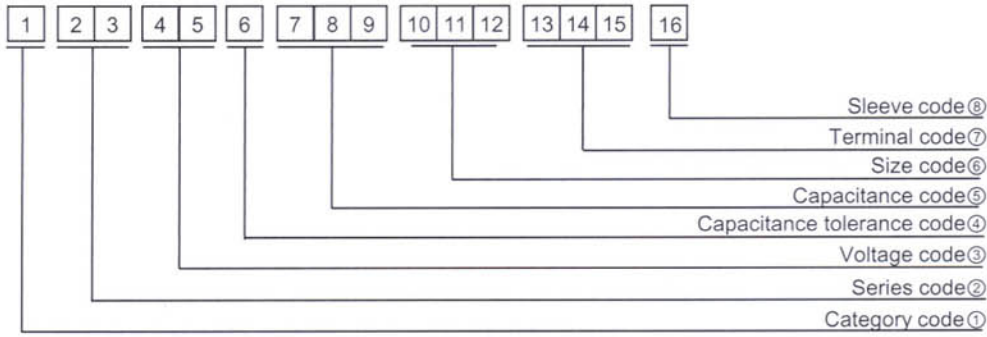 1 2 3 4 5 6 7 8 9 10 11 12 13 14 15 16
Sleeve code⑧
Terminal code⑦
Size code⑥
Capacitance code⑤
Capacitance tolerance code④
Voltage code③
Series code②
Category code①